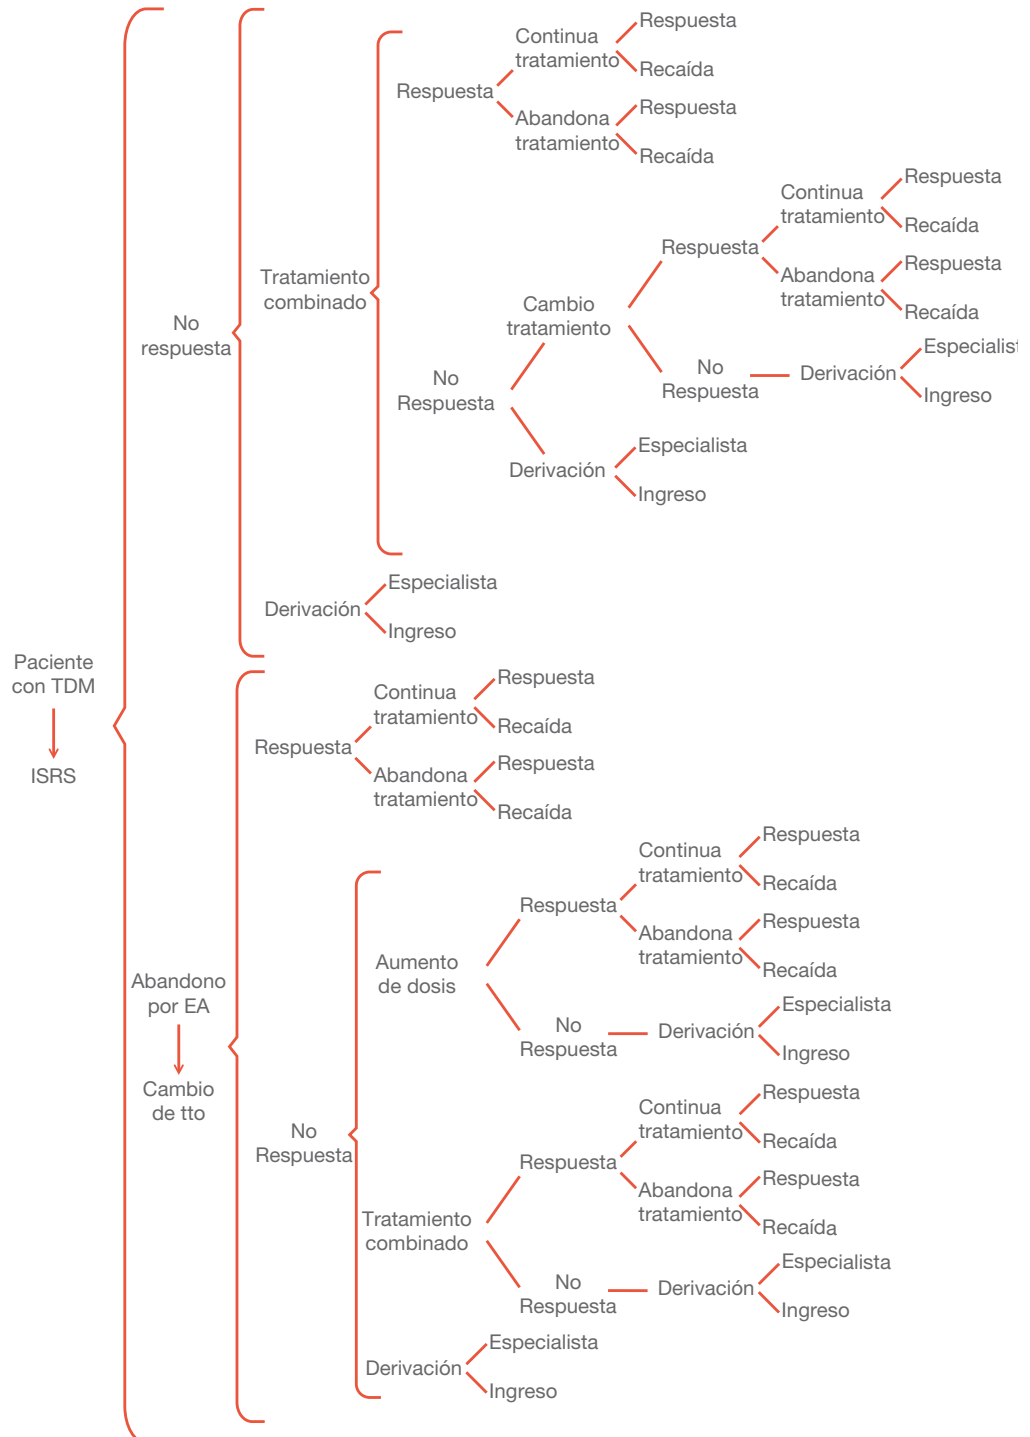 Paciente
con TDM
ISRS
No
respuesta
Tratamiento
combinado
Respuesta
Continua
tratamiento
Respuesta
Recaída
Abandona
tratamiento
Respuesta
Recaída
No
Respuesta
Cambio
tratamiento
Respuesta
Continua
tratamiento
Respuesta
Recaída
Abandona
tratamiento
Respuesta
Recaída
No
Respuesta
Derivación
Especialist
Ingreso
Derivación
Especialista
Ingreso
Derivación
Especialista
Ingreso
Abandono
por EA
Cambio
de tto
Respuesta
Continua
tratamiento
Respuesta
Recaída
Abandona
tratamiento
Respuesta
Recaída
No
Respuesta
Aumento
de dosis
Respuesta
Continua
tratamiento
Respuesta
Recaída
Abandona
tratamiento
Respuesta
Recaída
No
Respuesta
Derivación
Especialista
Ingreso
Tratamiento
combinado
Respuesta
Continua
tratamiento
Respuesta
Recaída
Abandona
tratamiento
Respuesta
Recaída
No
Respuesta
Derivación
Especialista
Ingreso
Derivación
Especialista
Ingreso